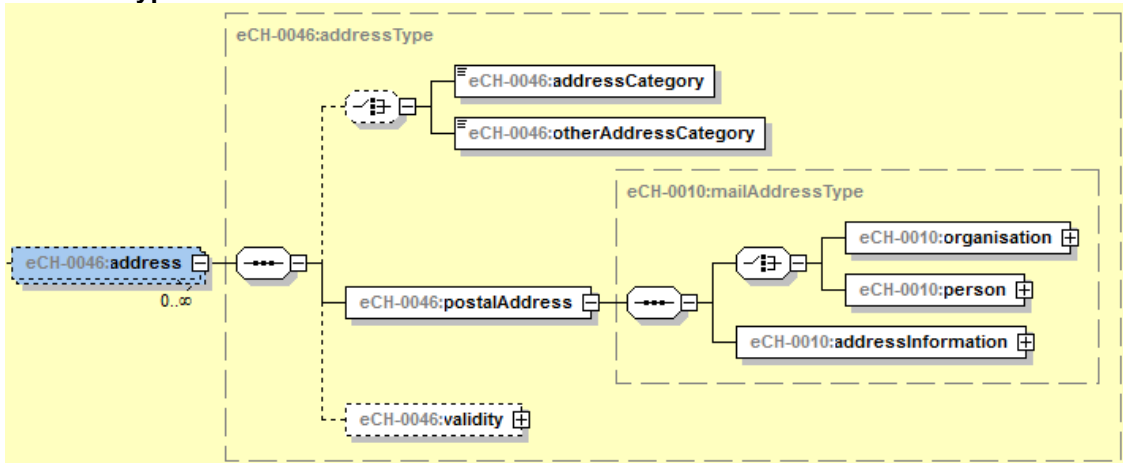 eCH-0046:addressType
eCH-0046:addressCategory
eCH-0046:otherAddressCategory
eCH-0010:mailAddressType
eCH-0010:organisation
eCH-0046:address
0..∞
eCH-0010:person
eCH-0046:postalAddress
eCH-0010:addressInformation
eCH-0046:validity